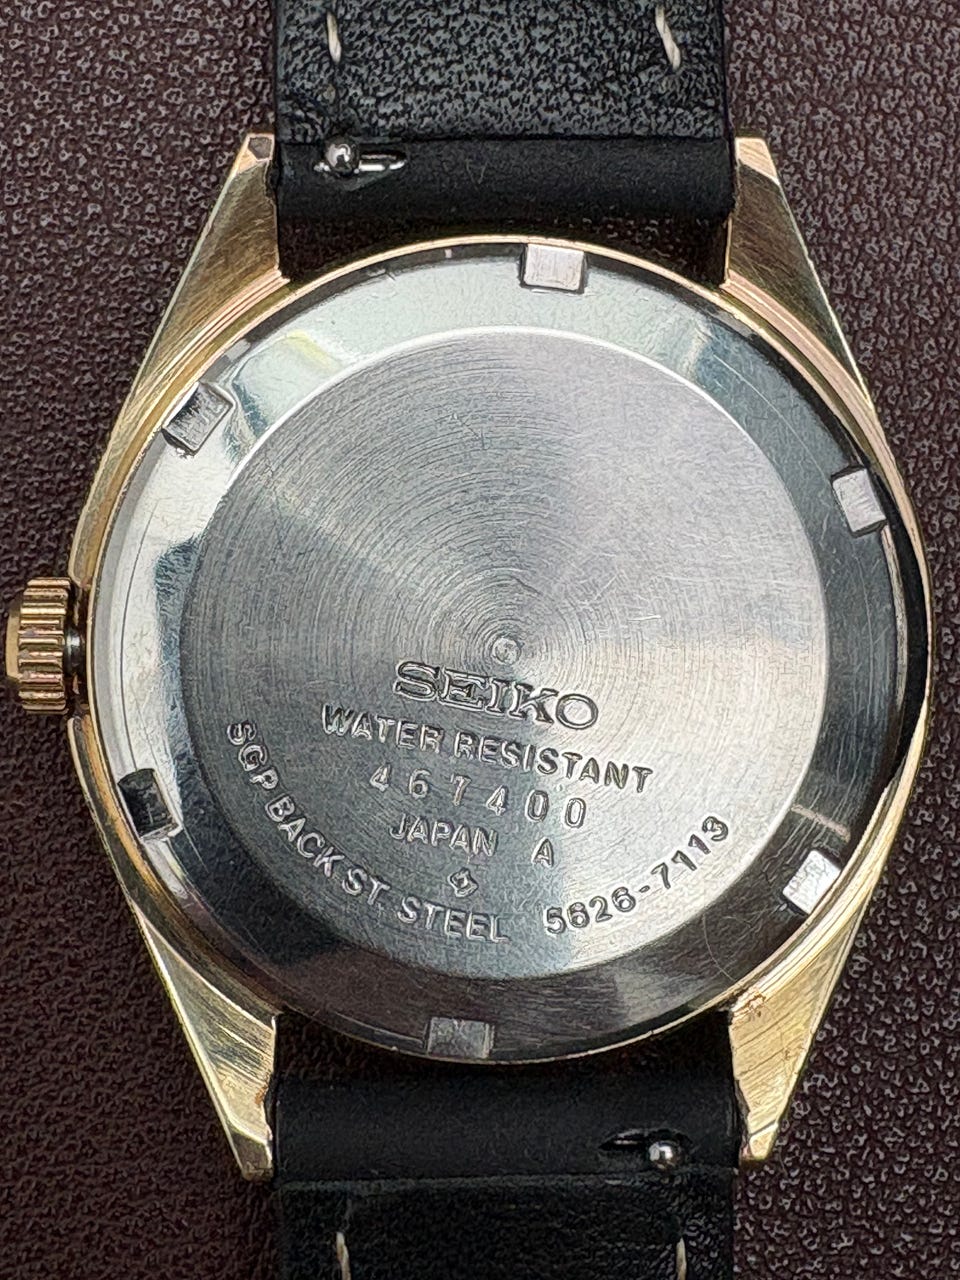 SEIKO
WATER RESISTANT
467400
JAPAN A
SGP BACK ST. STEEL 5626-7113